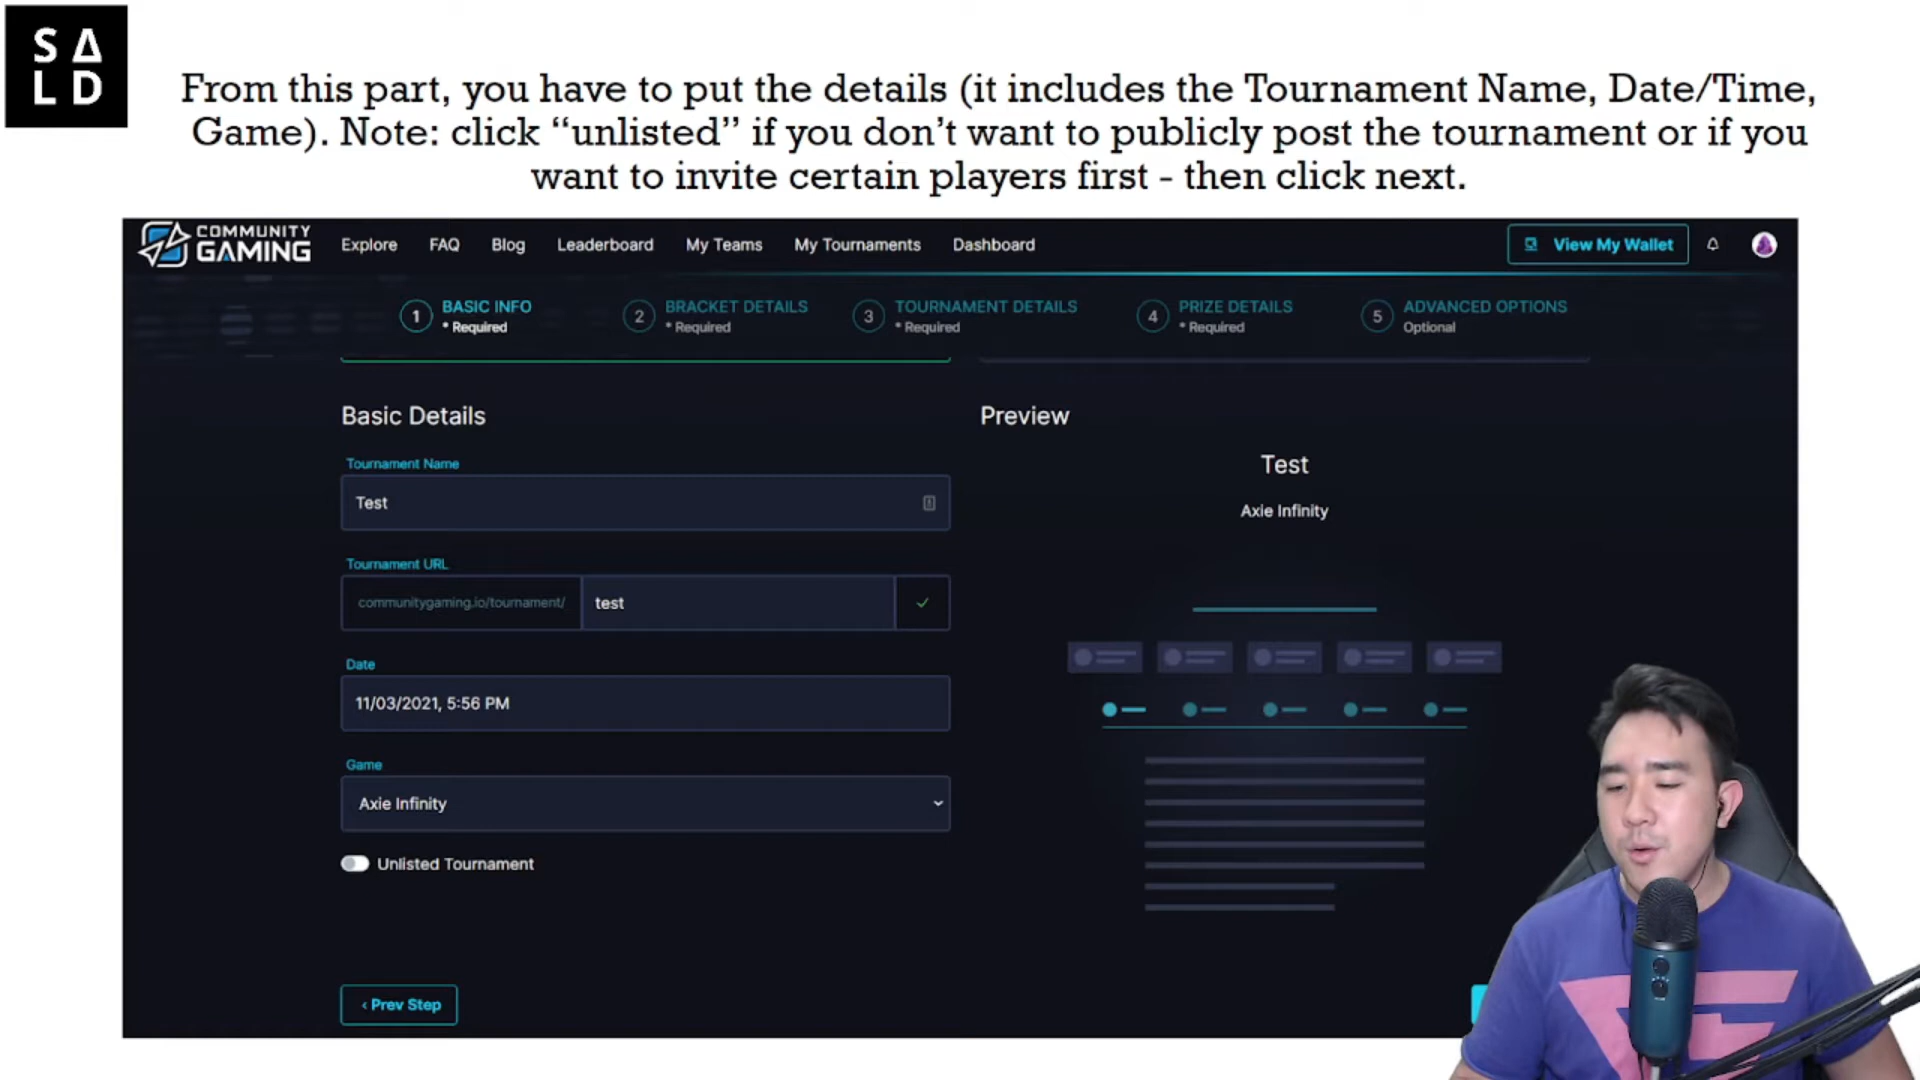 SA
LD
From this part, you have to put the details (it includes the Tournament Name, Date/Time,
Game). Note: click “unlisted” if you don’t want to publicly post the tournament or if you
want to invite certain players first - then click next.
COMMUNITY
GAMING
Explore FAQ Blog Leaderboard My Teams My Tournaments Dashboard View My Wallet
1 BASIC INFO 2 BRACKET DETAILS 3 TOURNAMENT DETAILS 4 PRIZE DETAILS 5 ADVANCED OPTIONS
* Required * Required * Required * Required Optional
Basic Details
Preview
Tournament Name
Test
Test
Axie Infinity
Tournament URL
communitygaming.io/tournament/ test
Date
11/03/2021, 5:56 PM
Game
Axie Infinity
Unlisted Tournament
‹ Prev Step